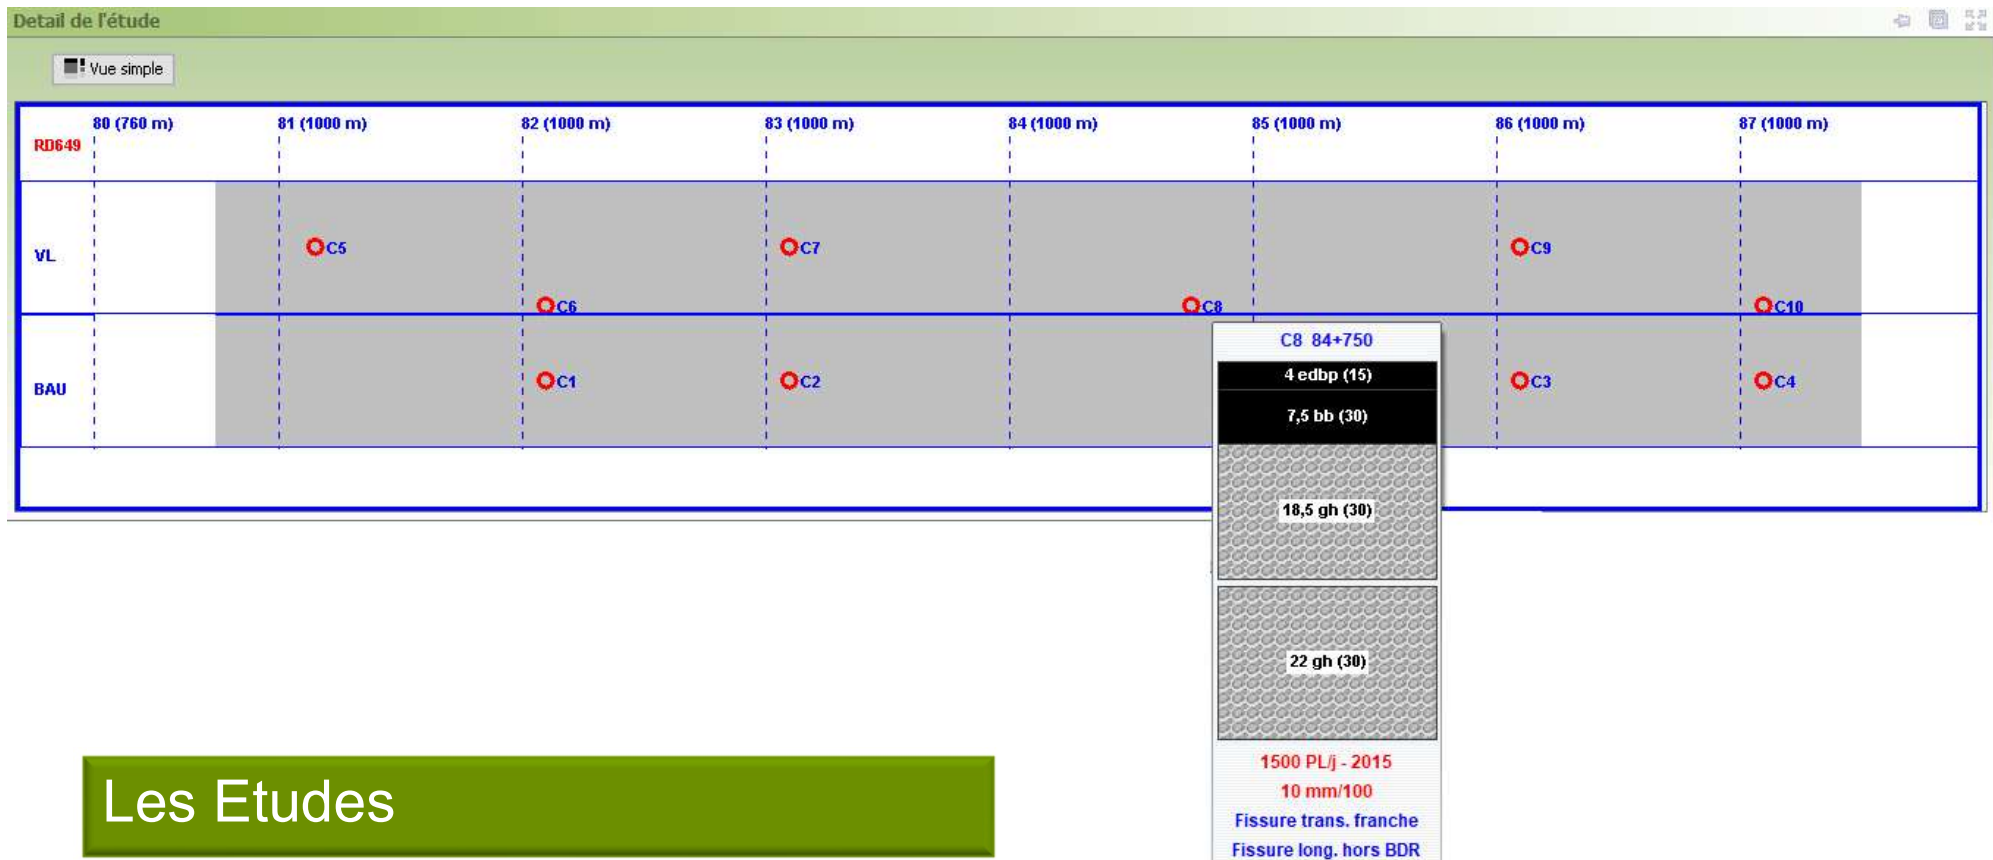 Detail de l'étude
Vue simple
80 (760 m) 81 (1000 m) 82 (1000 m) 83 (1000 m) 84 (1000 m) 85 (1000 m) 86 (1000 m) 87 (1000 m)
RD649
VL
C5 C7 C9
C6 C8 C10
BAU
C1 C2 C3 C4
C8 84+750
4 edbp (15)
7,5 bb (30)
18,5 gh (30)
22 gh (30)
1500 PL/j - 2015
10 mm/100
Fissure trans. franche
Fissure long. hors BDR
Les Etudes